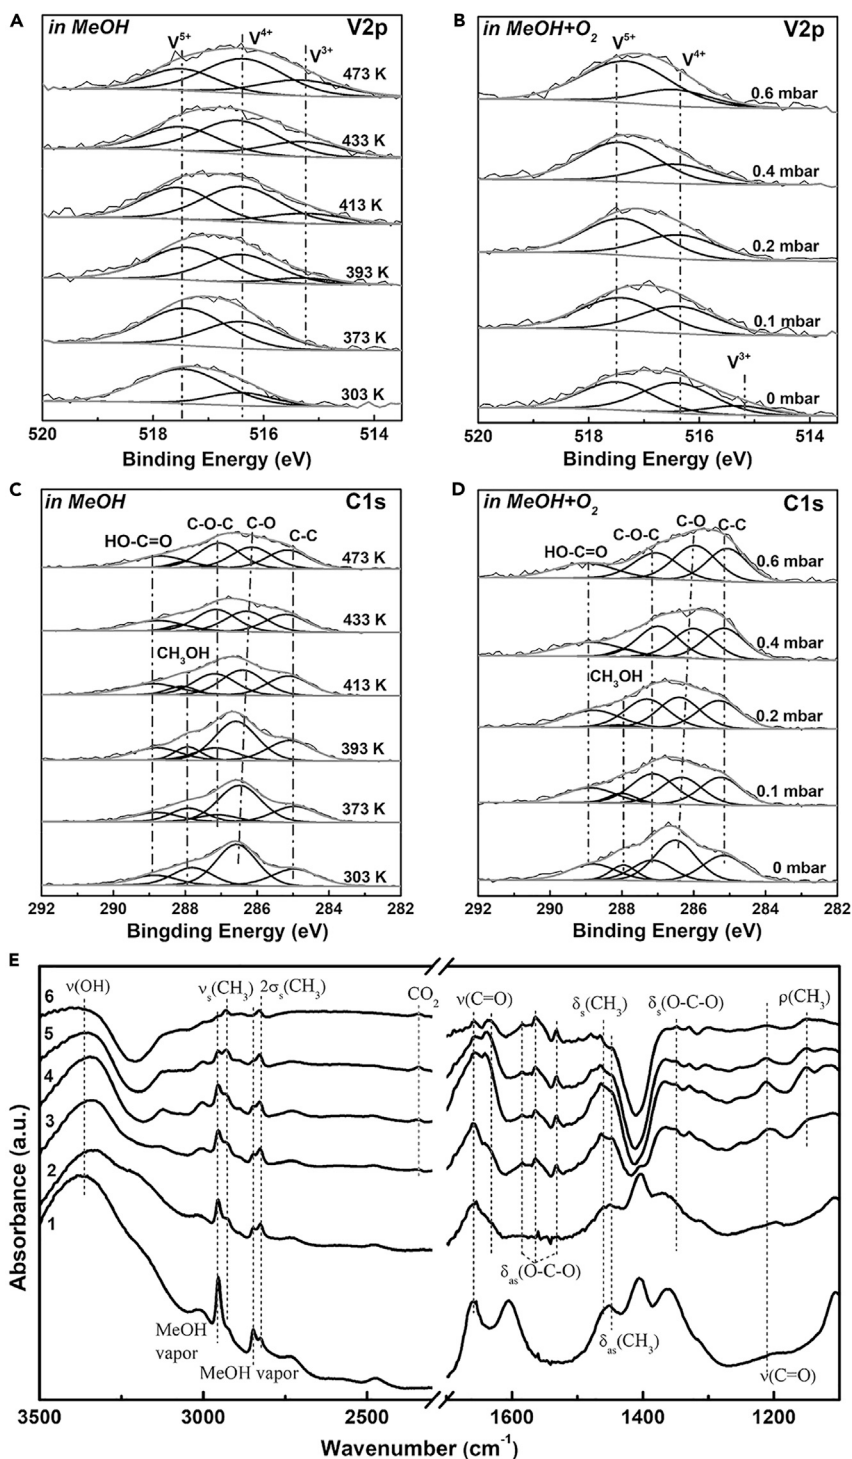 A
in MeOH
V2p
V5+
V4+
V3+
473 K
433 K
413 K
393 K
373 K
303 K
520
518
516
514
Binding Energy (eV)
B
in MeOH+O2
V2p
V5+
V4+
0.6 mbar
0.4 mbar
0.2 mbar
0.1 mbar
V3+
0 mbar
520
518
516
514
Binding Energy (eV)
C
in MeOH
C1s
HO-C=O
C-O-C
C-O
C-C
473 K
433 K
CH3OH
413 K
393 K
373 K
303 K
292
290
288
286
284
282
Bingding Energy (eV)
D
in MeOH+O2
C1s
HO-C=O
C-O-C
C-O
C-C
0.6 mbar
0.4 mbar
CH3OH
0.2 mbar
0.1 mbar
0 mbar
292
290
288
286
284
282
Binding Energy (eV)
E
ν(OH)
νs(CH3)
2σs(CH3)
CO2
ν(C=O)
δs(CH3)
δs(O-C-O)
ρ(CH3)
6
5
4
3
2
1
δas(O-C-O)
MeOH
vapor
MeOH vapor
δas(CH3)
ν(C=O)
Absorbance (a.u.)
3500
3000
2500
1600
1400
1200
Wavenumber (cm-1)